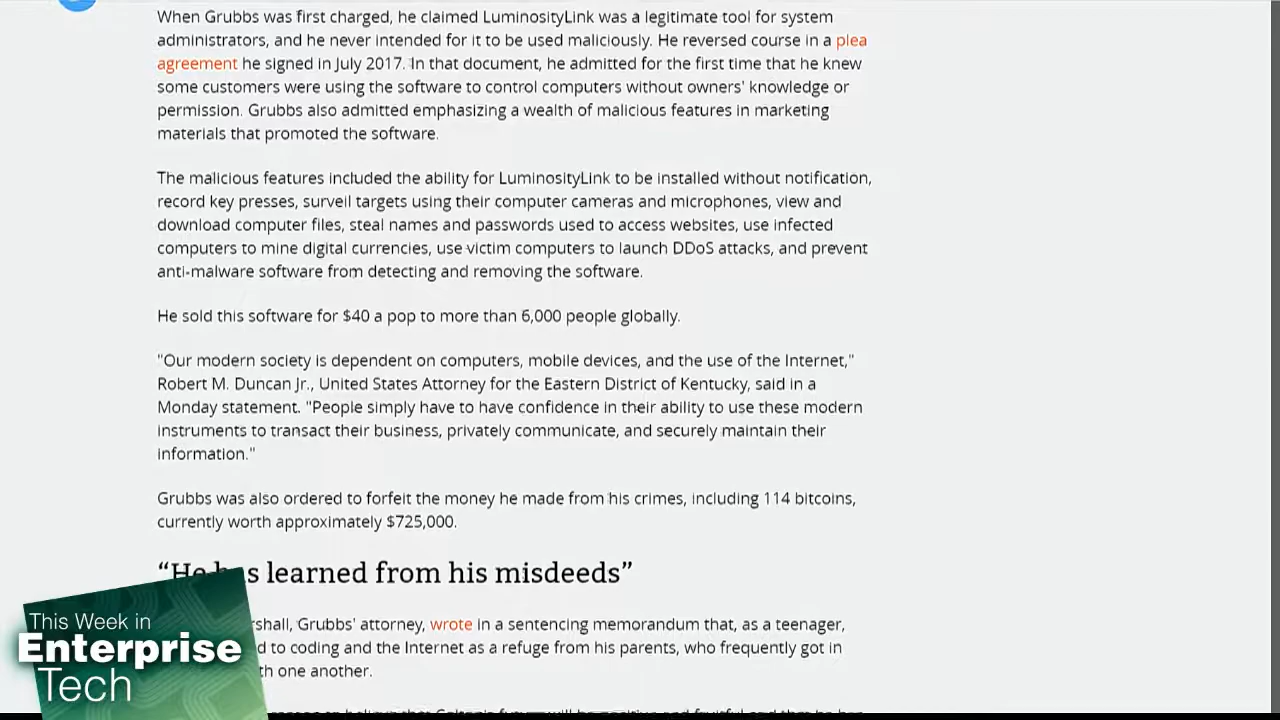 When Grubbs was first charged, he claimed LuminosityLink was a legitimate tool for system
administrators, and he never intended for it to be used maliciously. He reversed course in a plea
agreement he signed in July 2017. In that document, he admitted for the first time that he knew
some customers were using the software to control computers without owners' knowledge or
permission. Grubbs also admitted emphasizing a wealth of malicious features in marketing
materials that promoted the software.
The malicious features included the ability for LuminosityLink to be installed without notification,
record key presses, surveil targets using their computer cameras and microphones, view and
download computer files, steal names and passwords used to access websites, use infected
computers to mine digital currencies, use victim computers to launch DDoS attacks, and prevent
anti-malware software from detecting and removing the software.
He sold this software for $40 a pop to more than 6,000 people globally.
"Our modern society is dependent on computers, mobile devices, and the use of the Internet,"
Robert M. Duncan Jr., United States Attorney for the Eastern District of Kentucky, said in a
Monday statement. "People simply have to have confidence in their ability to use these modern
instruments to transact their business, privately communicate, and securely maintain their
information."
Grubbs was also ordered to forfeit the money he made from his crimes, including 114 bitcoins,
currently worth approximately $725,000.
“He has learned from his misdeeds”
rshall, Grubbs' attorney, wrote in a sentencing memorandum that, as a teenager,
d to coding and the Internet as a refuge from his parents, who frequently got in
th one another.
This Week in
Enterprise
Tech